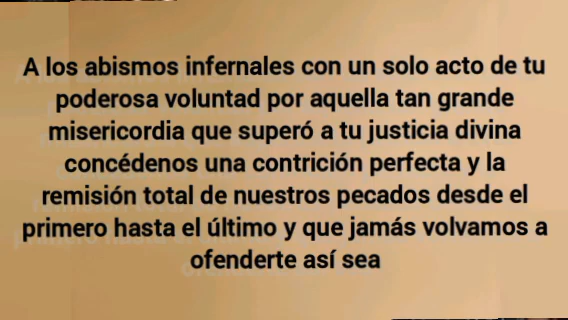 A los abismos infernales con un solo acto de tu
poderosa voluntad por aquella tan grande
misericordia que superó a tu justicia divina
concédenos una contrición perfecta y la
remisión total de nuestros pecados desde el
primero hasta el último y que jamás volvamos a
ofenderte así sea